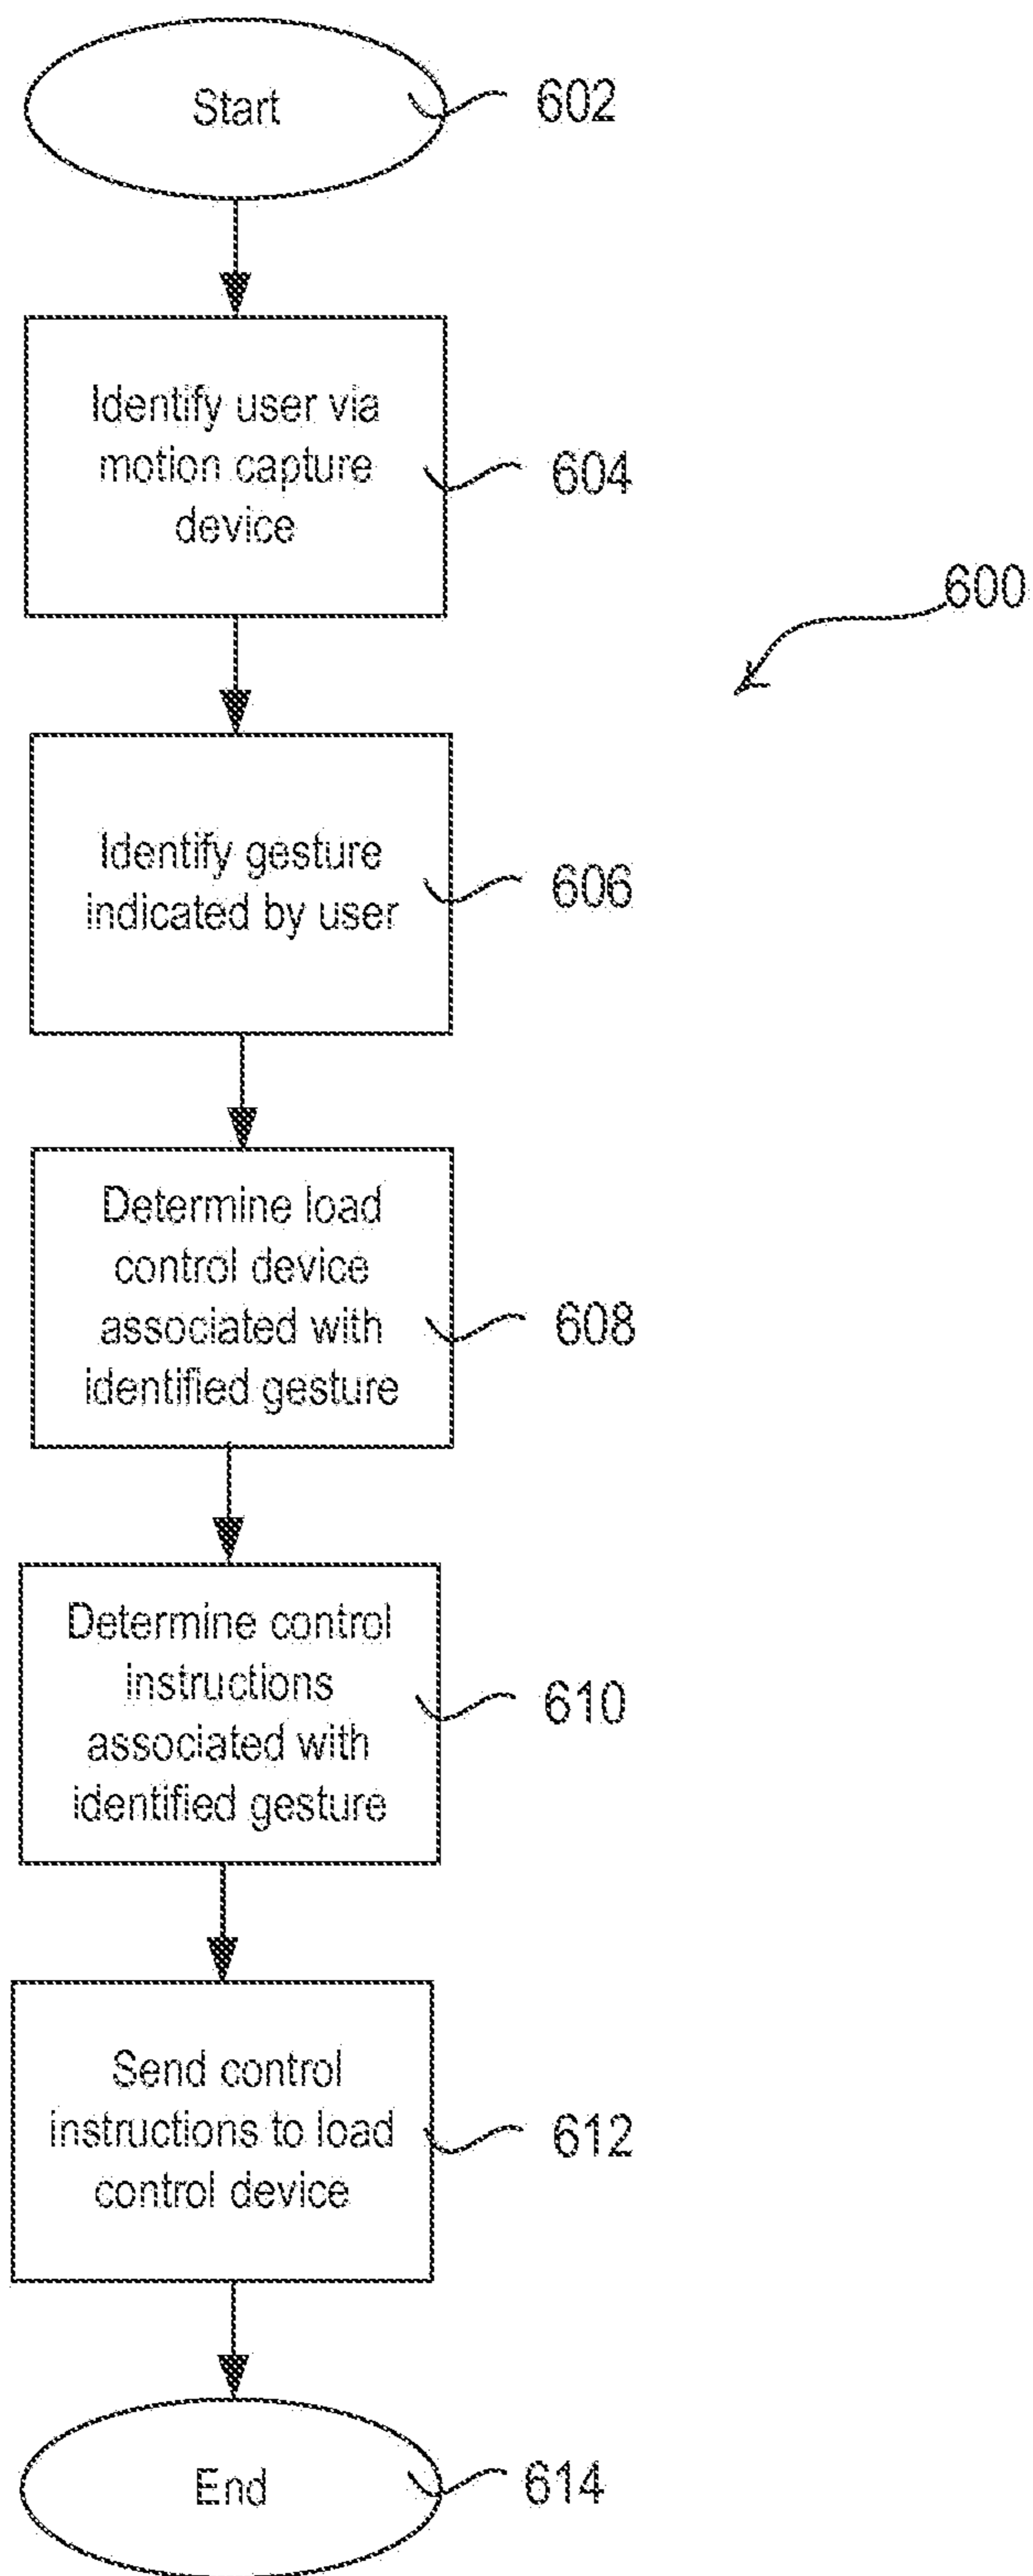 Start
602
Identify user via
motion capture
device
604
600
Identify gesture
indicated by user
606
Determine load
control device
associated with
identified gesture
608
Determine control
instructions
associated with
identified gesture
610
Send control
instructions to load
control device
612
End
614